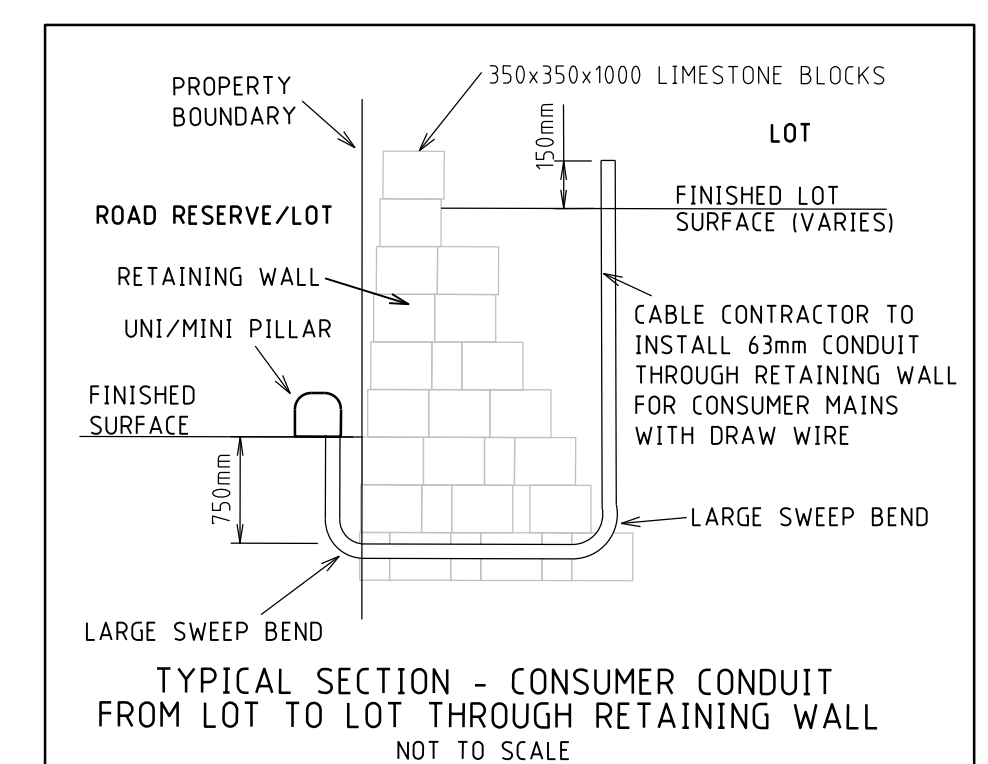 350x350x1000 LIMESTONE BLOCKS
PROPERTY
BOUNDARY
150mm
LOT
FINISHED LOT
SURFACE (VARIES)
ROAD RESERVE/LOT
RETAINING WALL
UNI/MINI PILLAR
CABLE CONTRACTOR TO
INSTALL 63mm CONDUIT
THROUGH RETAINING WALL
FOR CONSUMER MAINS
WITH DRAW WIRE
FINISHED
SURFACE
750mm
LARGE SWEEP BEND
LARGE SWEEP BEND
TYPICAL SECTION - CONSUMER CONDUIT
FROM LOT TO LOT THROUGH RETAINING WALL
NOT TO SCALE